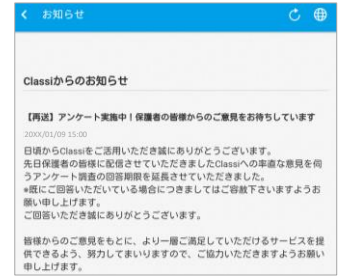 お知らせ
Classiからのお知らせ
【再送】アンケート実施中！保護者の皆様からのご意見をお待ちしています
20XX/01/09 15:00
日頃からClassiをご活用いただき誠にありがとうございます。
先日保護者の皆様に配信させていただきましたClassiへの率直な意見を伺
うアンケート調査の回答期限を延長させていただきました。
*既にご回答いただいている場合につきましてはご容赦下さいますようお
願い申し上げます。
ご回答いただき誠にありがとうございます。
皆様からのご意見をもとに、より一層ご満足していただけるサービスを提
供できるよう、努力してまいりますので、ご協力いただきますようお願い
申し上げます。